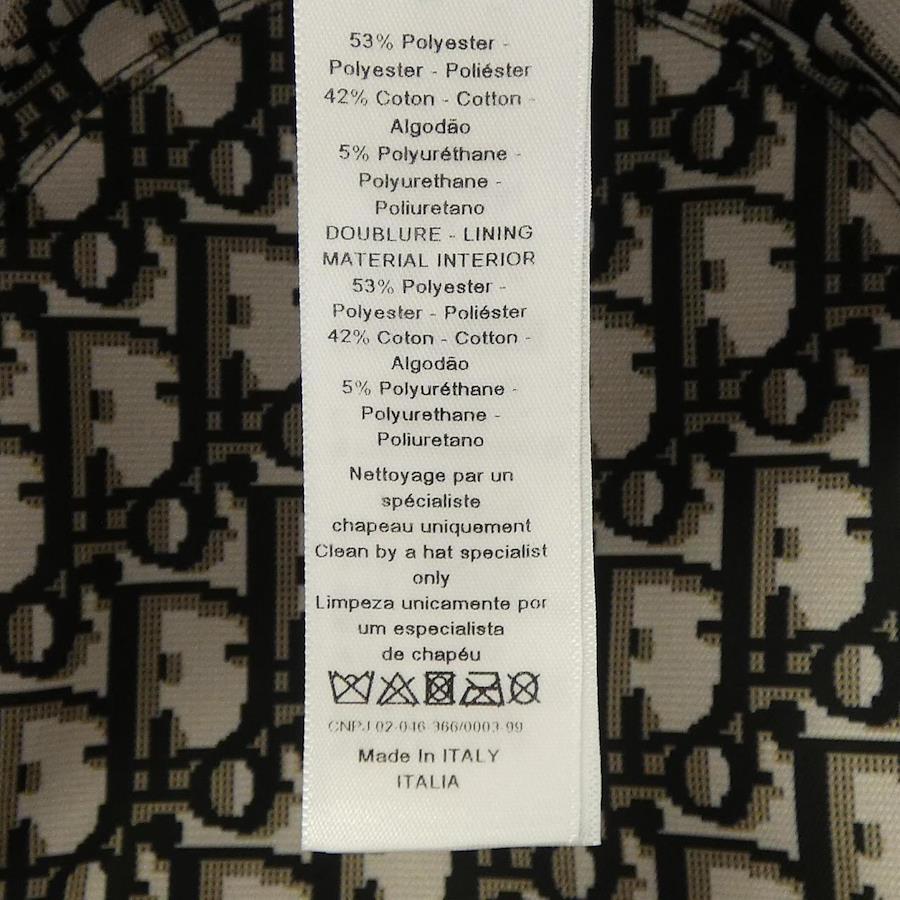 53% Polyester -
Polyester - Poliéster
42% Coton - Cotton -
Algodão
5% Polyuréthane -
Polyurethane -
Poliuretano
DOUBLURE - LINING
MATERIAL INTERIOR
53% Polyester -
Polyester - Poliéster
42% Coton - Cotton -
Algodão
5% Polyuréthane -
Polyurethane -
Poliuretano
Nettoyage par un
spécialiste
chapeau uniquement
Clean by a hat specialist
only
Limpeza unicamente por
um especialista
de chapéu
CNPJ 02-046-366/0003-99
Made In ITALY
ITALIA